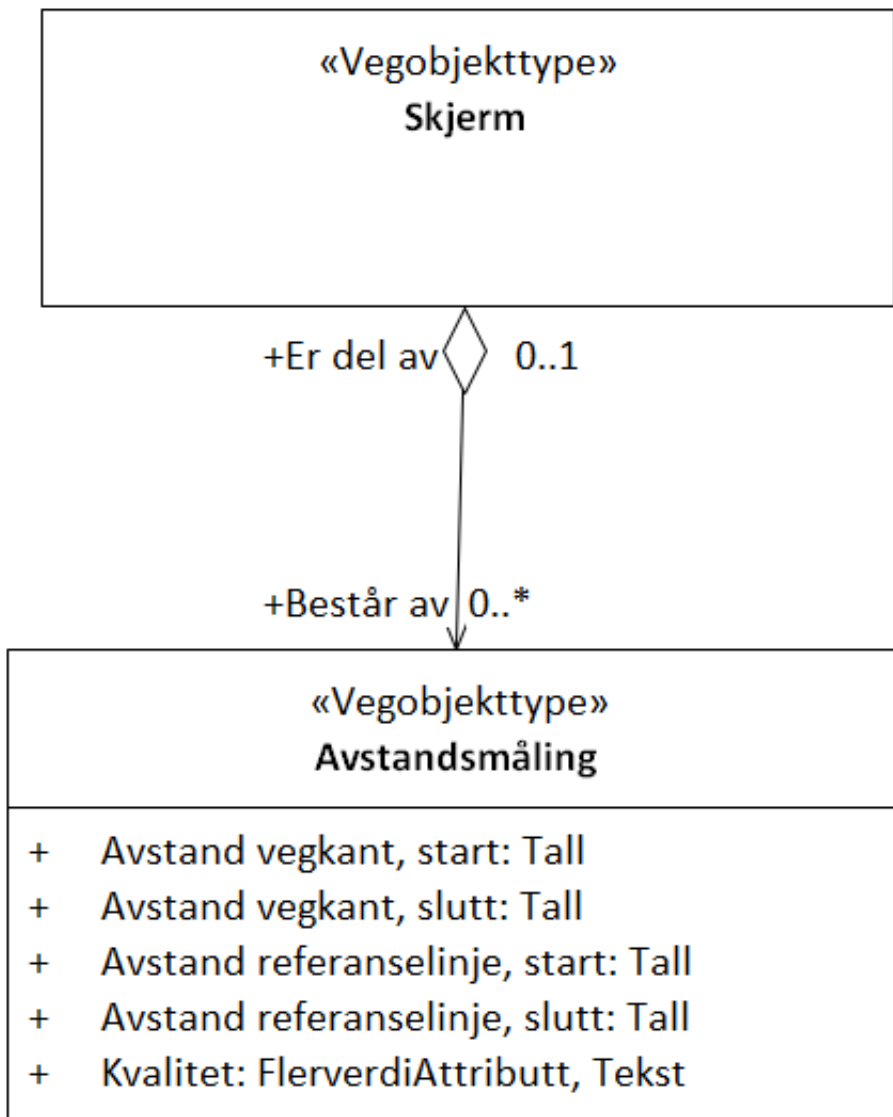 «Vegobjekttype»
Skjerm
+Er del av 0..1
+Består av 0..*
«Vegobjekttype»
Avstandsmåling
+ Avstand vegkant, start: Tall
+ Avstand vegkant, slutt: Tall
+ Avstand referanselinje, start: Tall
+ Avstand referanselinje, slutt: Tall
+ Kvalitet: FlerverdiAttributt, Tekst